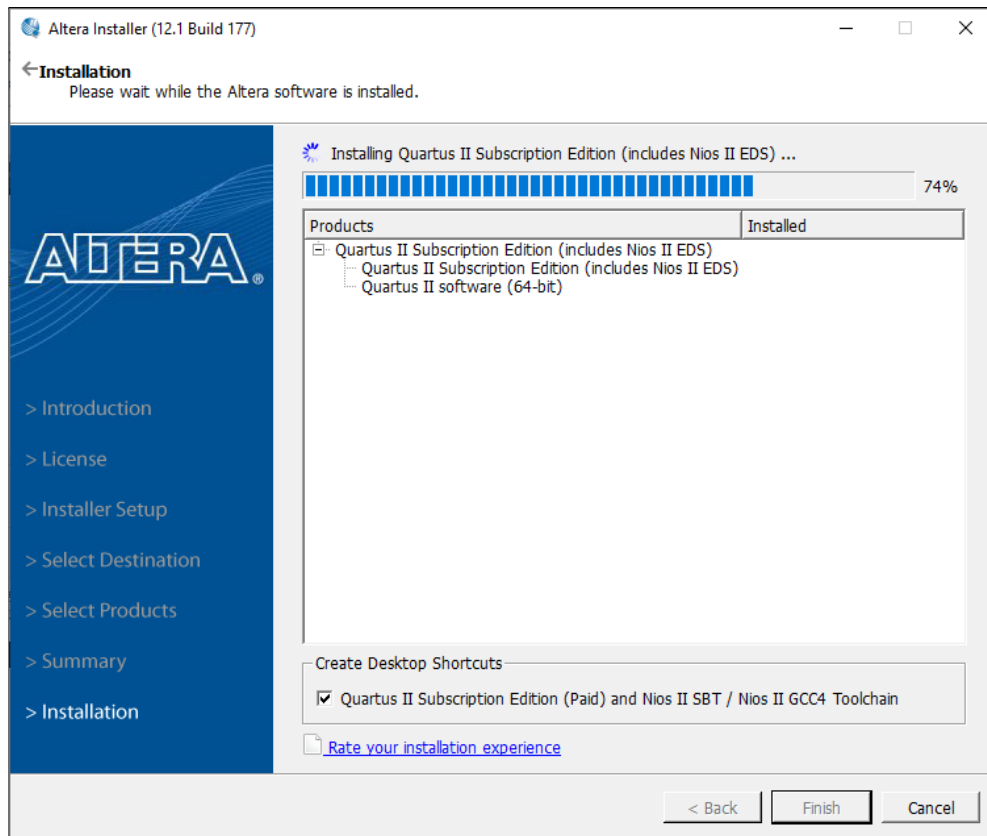 Altera Installer (12.1 Build 177)
Installation
Please wait while the Altera software is installed.
Installing Quartus II Subscription Edition (includes Nios II EDS) ...
74%
Products Installed
Quartus II Subscription Edition (includes Nios II EDS)
Quartus II Subscription Edition (includes Nios II EDS)
Quartus II software (64-bit)
ALTERA®
> Introduction
> License
> Installer Setup
> Select Destination
> Select Products
> Summary
> Installation
Create Desktop Shortcuts
Quartus II Subscription Edition (Paid) and Nios II SBT / Nios II GCC4 Toolchain
Rate your installation experience
< Back Finish Cancel